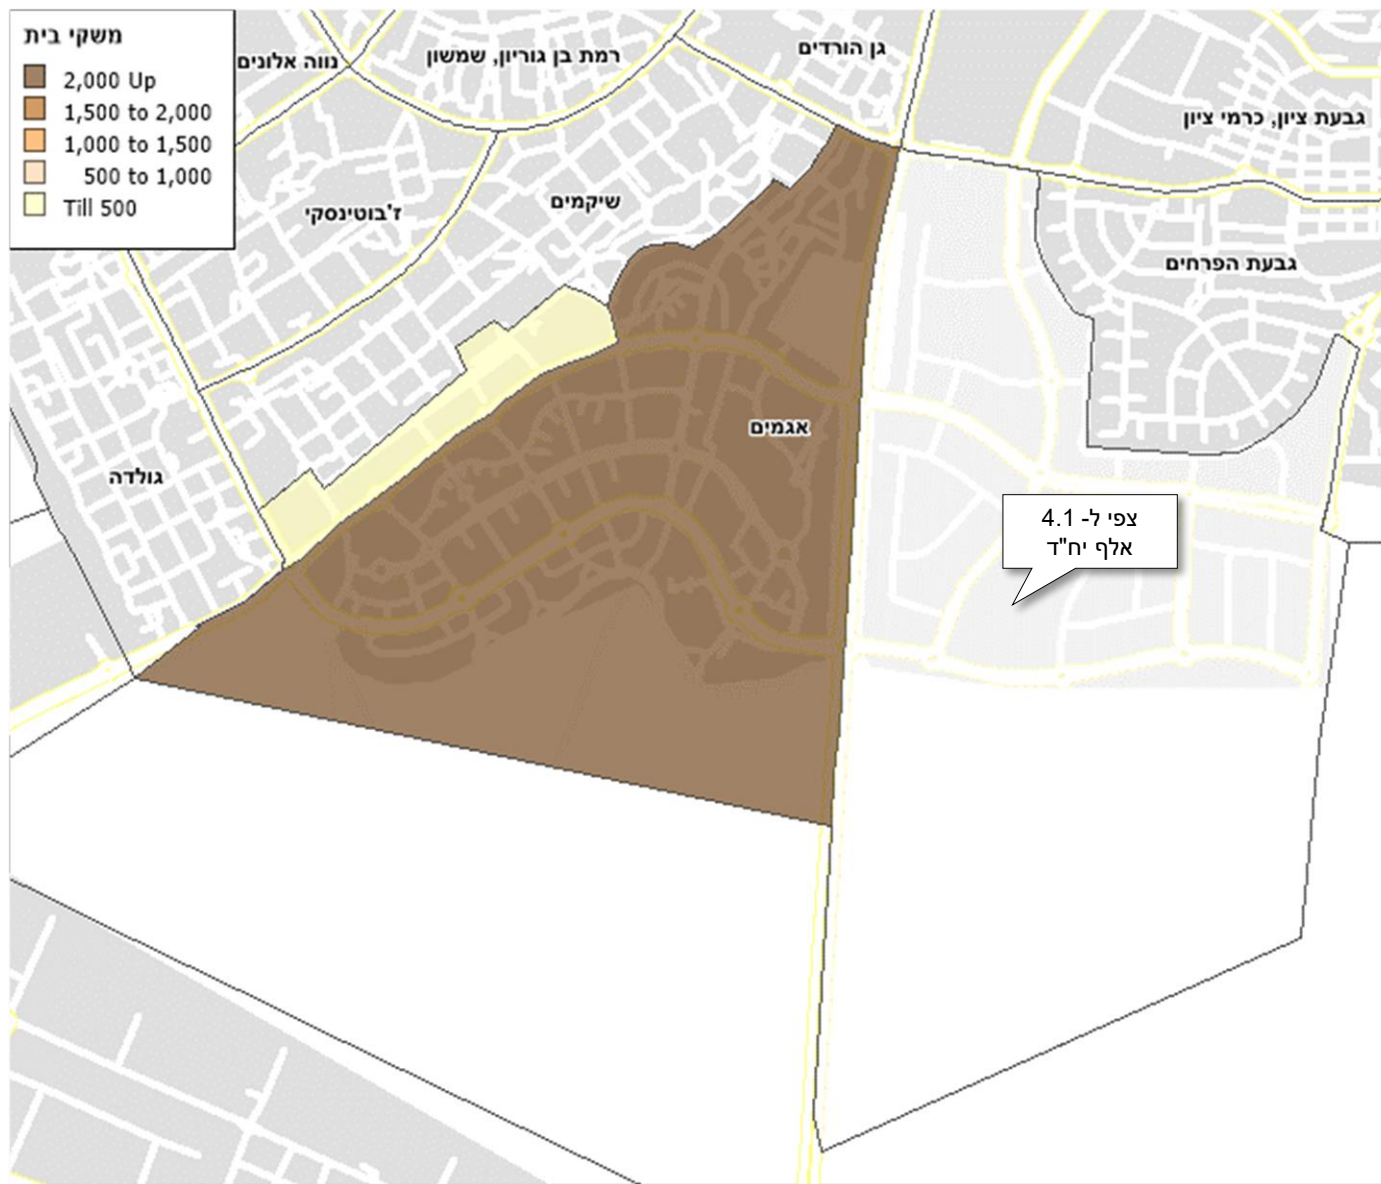 משקי בית
2,000 Up
1,500 to 2,000
1,000 to 1,500
500 to 1,000
Till 500
נווה אלונים
רמת בן גוריון, שמשון
גן הורדים
גבעת ציון, כרמי ציון
ז'בוטינסקי
שיקמים
גבעת הפרחים
אגמים
גולדה
צפי ל- 4.1
אלף יח"ד